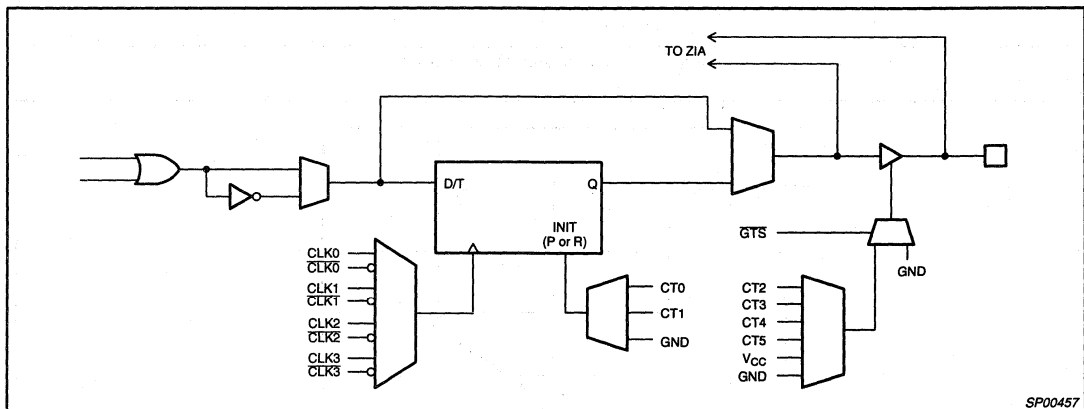 TO ZIA
D/T
Q
INIT
(P or R)
GTS
GND
CLK0
CLK0
CLK1
CLK1
CLK2
CLK2
CLK3
CLK3
CT0
CT1
GND
CT2
CT3
CT4
CT5
VCC
GND
SP00457